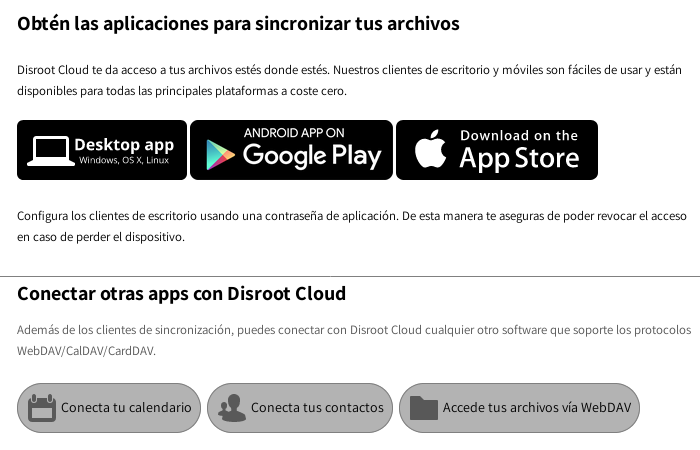 Obtén las aplicaciones para sincronizar tus archivos
Disroot Cloud te da acceso a tus archivos estés donde estés. Nuestros clientes de escritorio y móviles son fáciles de usar y están
disponibles para todas las principales plataformas a coste cero.
Desktop app
Windows, OS X, Linux
ANDROID APP ON
Google Play
Download on the
App Store
Configura los clientes de escritorio usando una contraseña de aplicación. De esta manera te aseguras de poder revocar el acceso
en caso de perder el dispositivo.
Conectar otras apps con Disroot Cloud
Además de los clientes de sincronización, puedes conectar con Disroot Cloud cualquier otro software que soporte los protocolos
WebDAV/CalDAV/CardDAV.
Conecta tu calendario
Conecta tus contactos
Accede tus archivos vía WebDAV